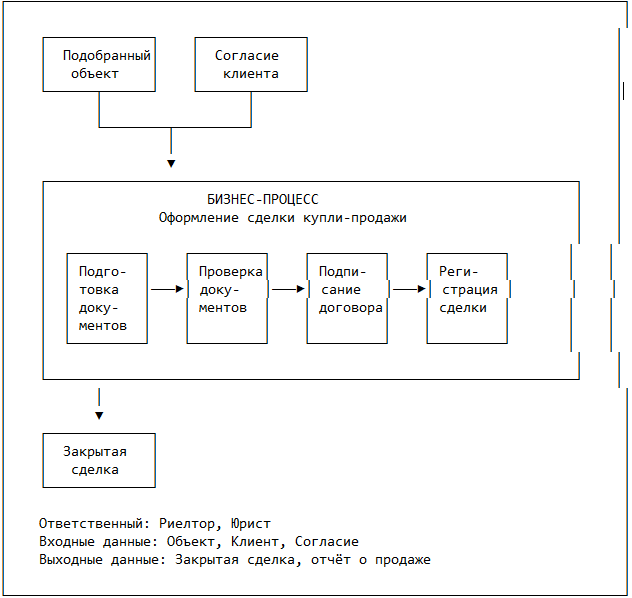 Подобранный объект
Согласие клиента
БИЗНЕС-ПРОЦЕСС
Оформление сделки купли-продажи
Подго-
товка
доку-
ментов
Проверка
доку-
ментов
Подпи-
сание
договора
Реги-
страция
сделки
Закрытая
сделка
Ответственный: Риелтор, Юрист
Входные данные: Объект, Клиент, Согласие
Выходные данные: Закрытая сделка, отчёт о продаже